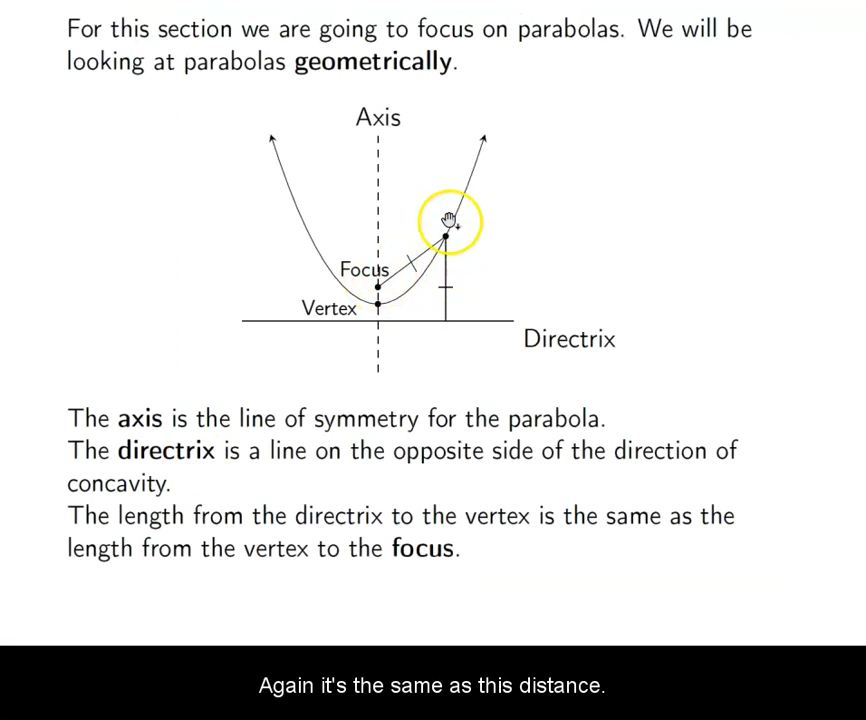 For this section we are going to focus on parabolas. We will be
looking at parabolas geometrically.
Axis
Focus
Vertex
Directrix
The axis is the line of symmetry for the parabola.
The directrix is a line on the opposite side of the direction of
concavity.
The length from the directrix to the vertex is the same as the
length from the vertex to the focus.
Again it's the same as this distance.